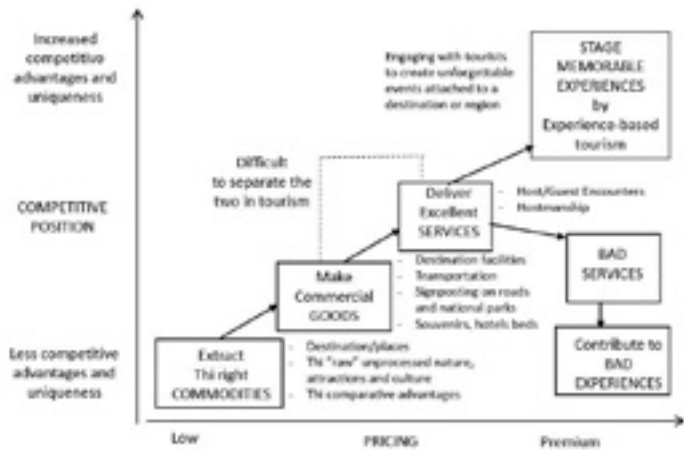 Increased
competitive
advantages and
uniqueness
Engaging with tourists
to create unforgettable
events attached to a
destination or region
STAGE
MEMORABLE
EXPERIENCES
by
Experience-based
tourism
Difficult
to separate the
two in tourism
COMPETITIVE
POSITION
Deliver
Excellent
SERVICES
- Host/Guest Encounters
- Hostmanship
BAD
SERVICES
Make
Commercial
GOODS
- Destination facilities
- Transportation
- Signposting on roads
and national parks
- Souvenirs, hotels beds
Less competitive
advantages and
uniqueness
Extract
Thi right
COMMODITIES
- Destination/places
- Thi "raw" unprocessed nature,
attractions and culture
- Thi comparative advantages
Contribute to
BAD
EXPERIENCES
Low
PRICING
Premium